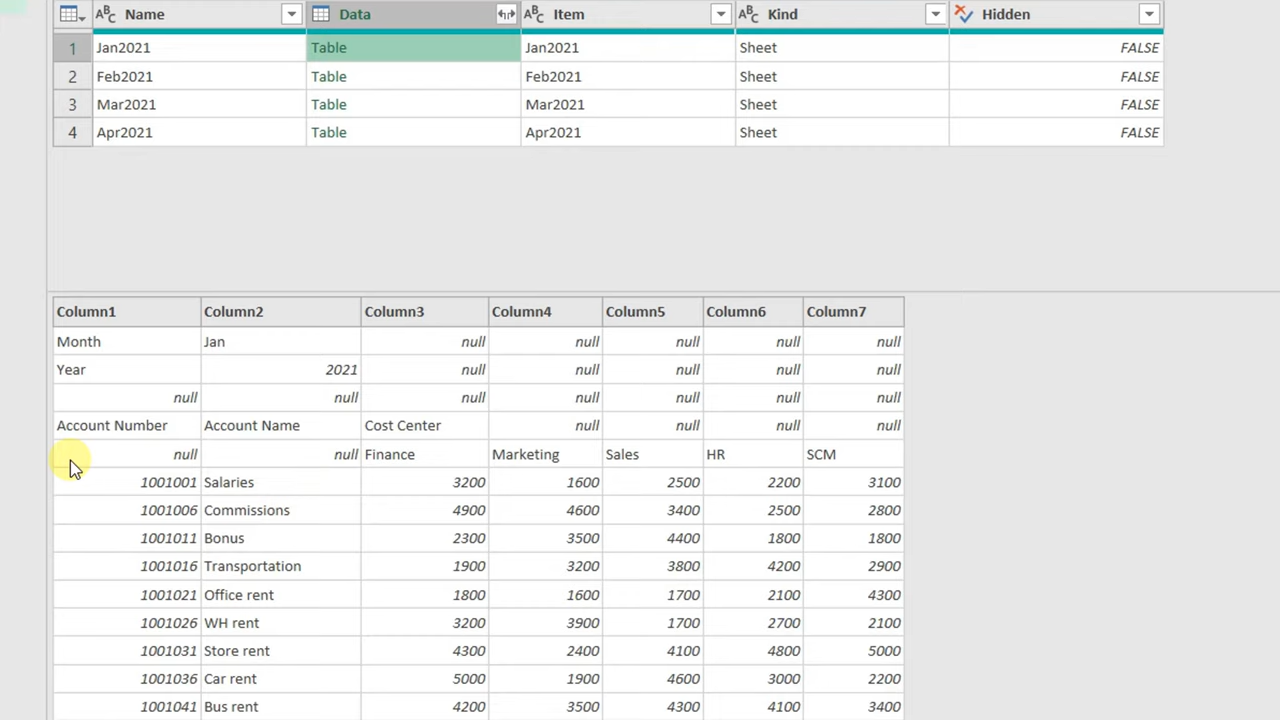 ABC Name Data ABC Item ABC Kind Hidden
1 Jan2021 Table Jan2021 Sheet FALSE
2 Feb2021 Table Feb2021 Sheet FALSE
3 Mar2021 Table Mar2021 Sheet FALSE
4 Apr2021 Table Apr2021 Sheet FALSE
Column1 Column2 Column3 Column4 Column5 Column6 Column7
Month Jan null null null null null
Year 2021 null null null null null
null null null null null null null
Account Number Account Name Cost Center null null null null
null null Finance Marketing Sales HR SCM
1001001 Salaries 3200 1600 2500 2200 3100
1001006 Commissions 4900 4600 3400 2500 2800
1001011 Bonus 2300 3500 4400 1800 1800
1001016 Transportation 1900 3200 3800 4200 2900
1001021 Office rent 1800 1600 1700 2100 4300
1001026 WH rent 3200 3900 1700 2700 2100
1001031 Store rent 4300 2400 4100 4800 5000
1001036 Car rent 5000 1900 4600 3000 2200
1001041 Bus rent 4200 3500 4300 4100 3400